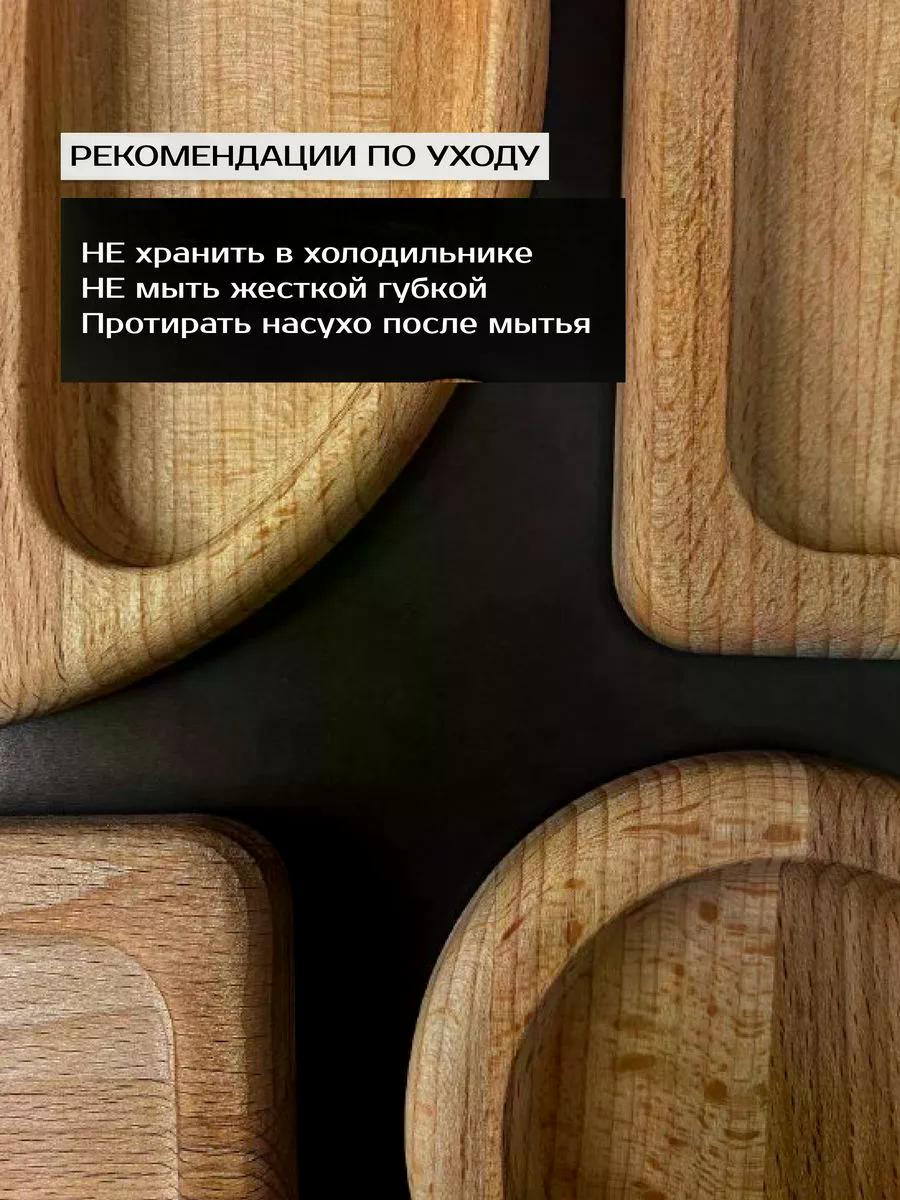 РЕКОМЕНДАЦИИ ПО УХОДУ
НЕ хранить в холодильнике
НЕ мыть жесткой губкой
Протирать насухо после мытья